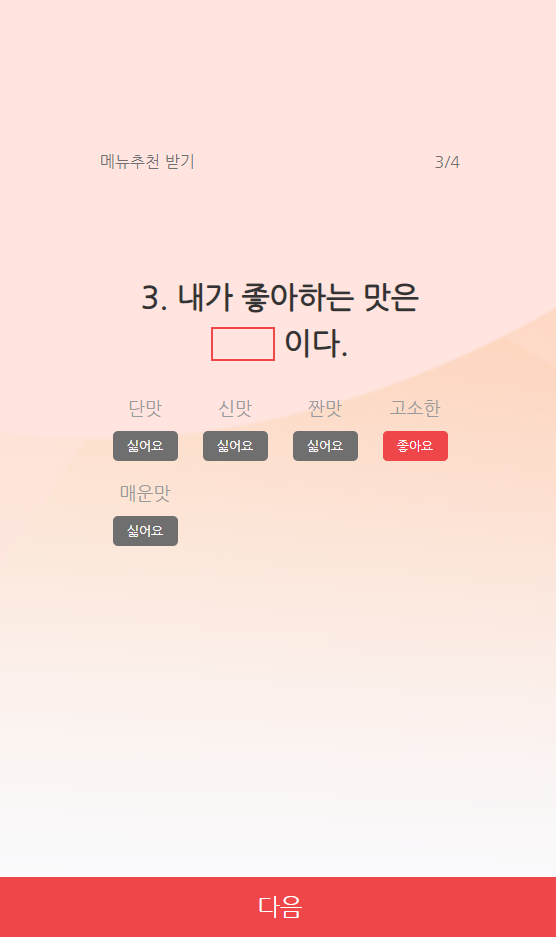 메뉴추천 받기 3/4
3. 내가 좋아하는 맛은
이다.
단맛 신맛 짠맛 고소한
싫어요 싫어요 싫어요 좋아요
매운맛
싫어요
다음